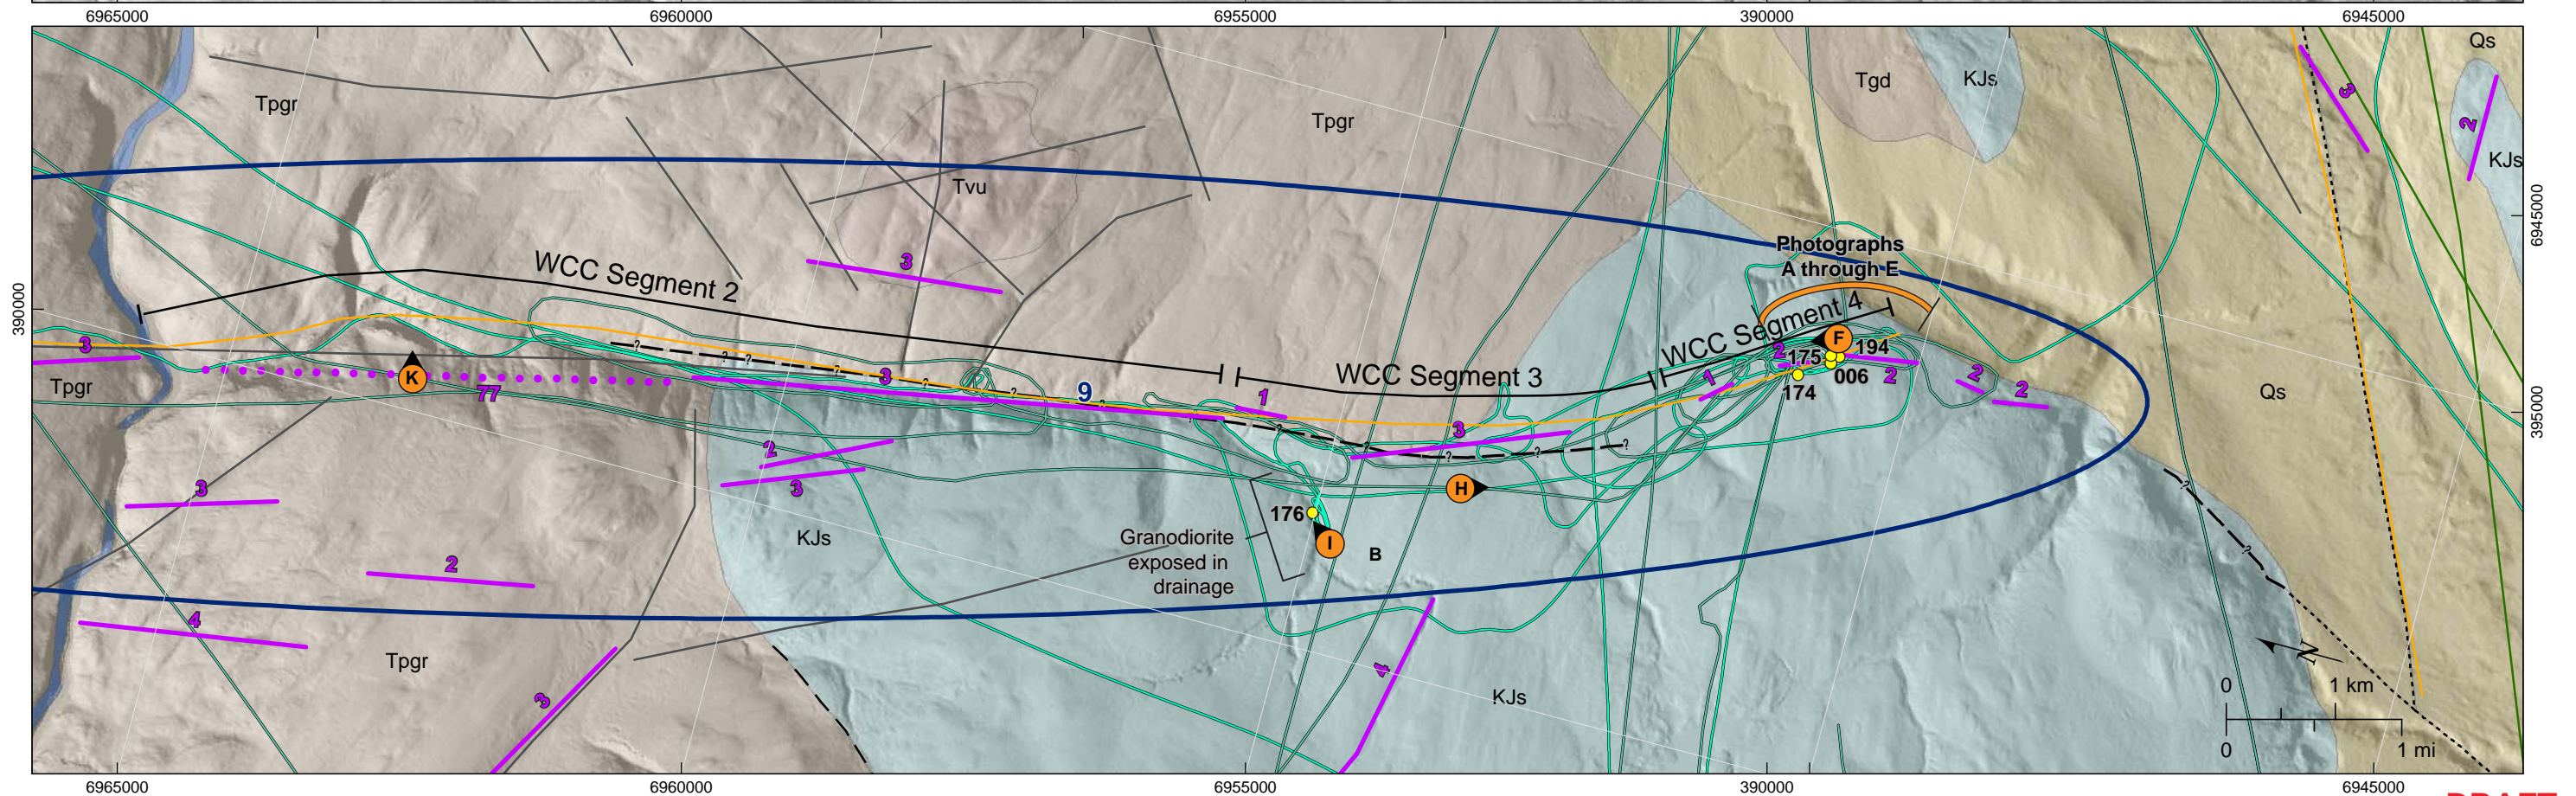 6965000
6960000
6955000
390000
6945000
Qs
Tpgr
Tpgr
Tgd
KJs
3
2
KJs
Tvu
6945000
Photographs
A through E
WCC Segment 2
3
390000
WCC Segment 4
F
194
175
2
006
2
174
3
K
Tpgr
77
3
9
1
WCC Segment 3
3
1
2
2
Qs
395000
2
3
3
H
176
I
B
Granodiorite
exposed in
drainage
KJs
2
4
Tpgr
3
4
KJs
N
0
1 km
0
1 mi
6965000
6960000
6955000
390000
6945000